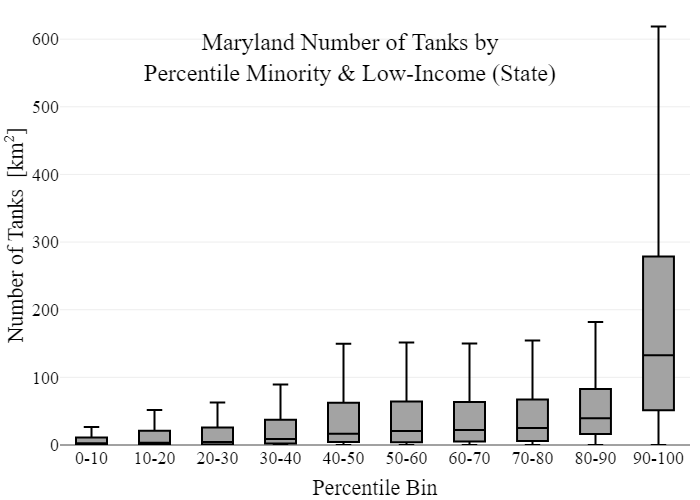 Maryland Number of Tanks by
Percentile Minority & Low-Income (State)
Number of Tanks [km²]
600
500
400
300
200
100
0
0-10 10-20 20-30 30-40 40-50 50-60 60-70 70-80 80-90 90-100
Percentile Bin